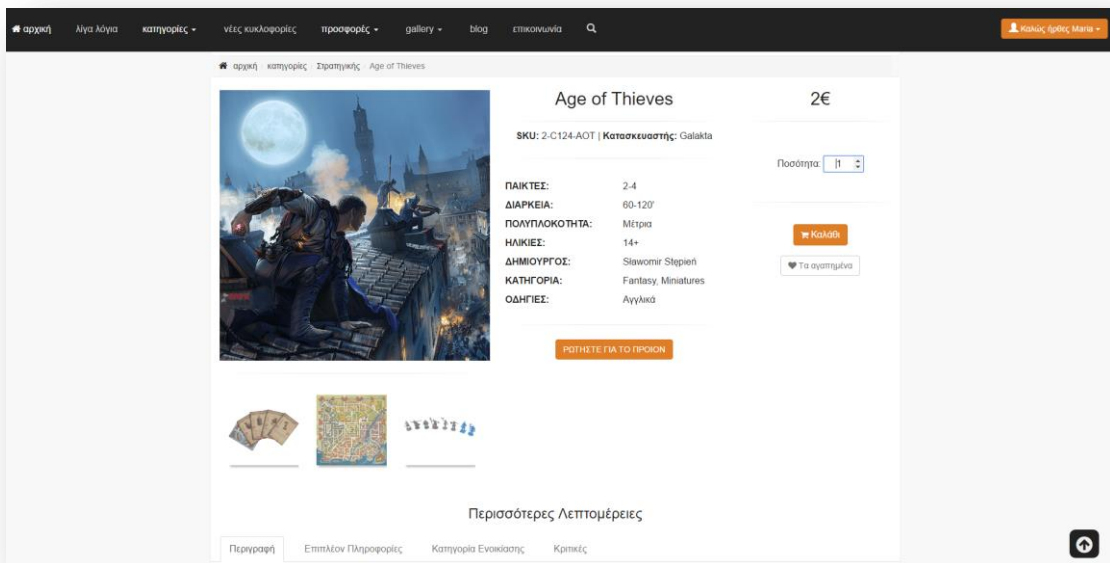 αρχική λίγα λόγια κατηγορίες νέες κυκλοφορίες προσφορές gallery blog επικοινωνία Καλώς ήρθες Maria
αρχική κατηγορίες Στρατηγικής Age of Thieves
Age of Thieves 2€
SKU: 2-C124-AOT | Κατασκευαστής: Galakta
Ποσότητα: 1
ΠΑΙΚΤΕΣ: 2-4
ΔΙΑΡΚΕΙΑ: 60-120'
ΠΟΛΥΠΛΟΚΟΤΗΤΑ: Μέτρια
Καλάθι
ΗΛΙΚΙΕΣ: 14+
ΔΗΜΙΟΥΡΓΟΣ: Sławomir Stępień
Τα αγαπημένα
ΚΑΤΗΓΟΡΙΑ: Fantasy, Miniatures
ΟΔΗΓΙΕΣ: Αγγλικά
ΡΩΤΗΣΤΕ ΓΙΑ ΤΟ ΠΡΟΙΟΝ
Περισσότερες Λεπτομέρειες
Περιγραφή Επιπλέον Πληροφορίες Κατηγορία Ενοικίασης Κριτικές